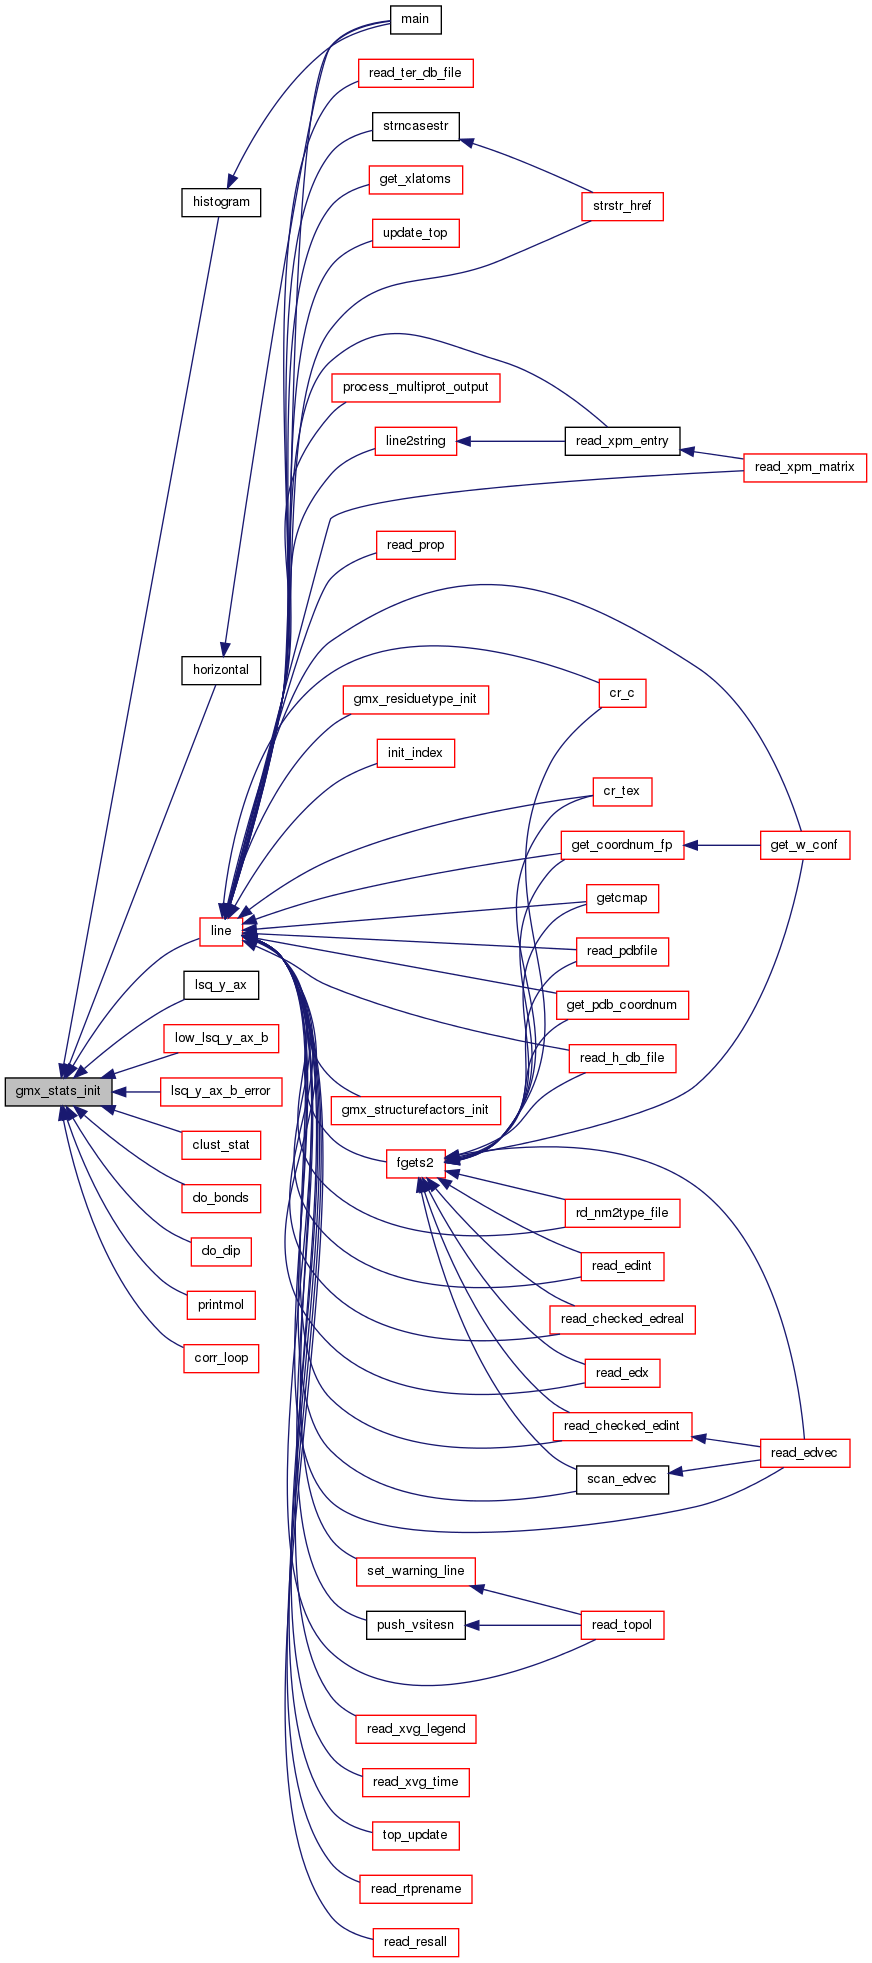 main
read_ter_db_file
strncasestr
get_xlatoms
histogram
strstr_href
update_top
process_multiprot_output
line2string
read_xpm_entry
read_xpm_matrix
read_prop
horizontal
cr_c
gmx_residuetype_init
init_index
cr_tex
get_coordnum_fp
get_w_conf
getcmap
line
read_pdbfile
lsq_y_ax
get_pdb_coordnum
low_lsq_y_ax_b
read_h_db_file
gmx_stats_init
lsq_y_ax_b_error
gmx_structurefactors_init
clust_stat
fgets2
do_bonds
rd_nm2type_file
do_dip
read_edint
printmol
read_checked_edreal
corr_loop
read_edx
read_checked_edint
read_edvec
scan_edvec
set_warning_line
push_vsitesn
read_topol
read_xvg_legend
read_xvg_time
top_update
read_rtprename
read_resall